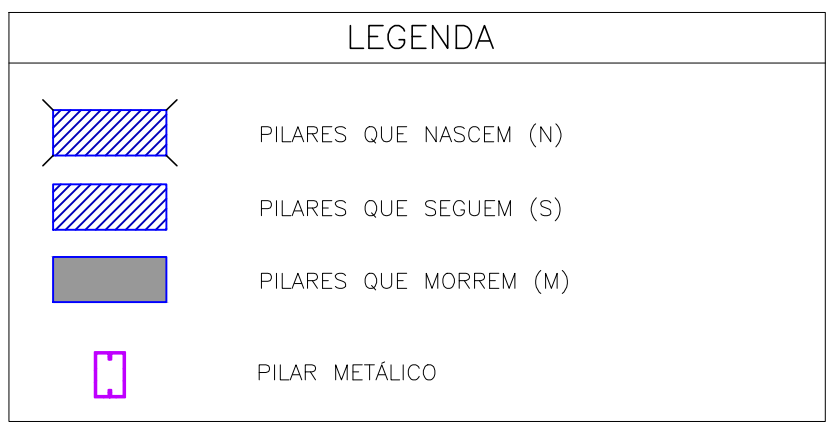 LEGENDA
PILARES QUE NASCEM (N)
PILARES QUE SEGUEM (S)
PILARES QUE MORREM (M)
PILAR METÁLICO